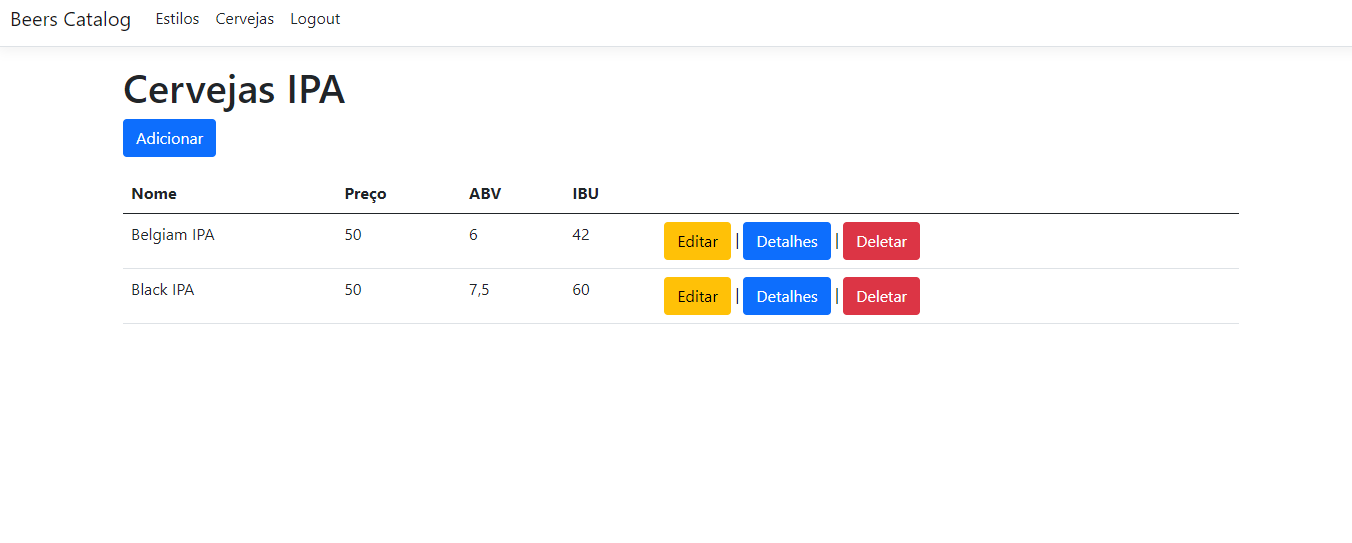 Beers Catalog Estilos Cervejas Logout
Cervejas IPA
Adicionar
Nome Preço ABV IBU
Belgiam IPA 50 6 42 Editar | Detalhes | Deletar
Black IPA 50 7,5 60 Editar | Detalhes | Deletar